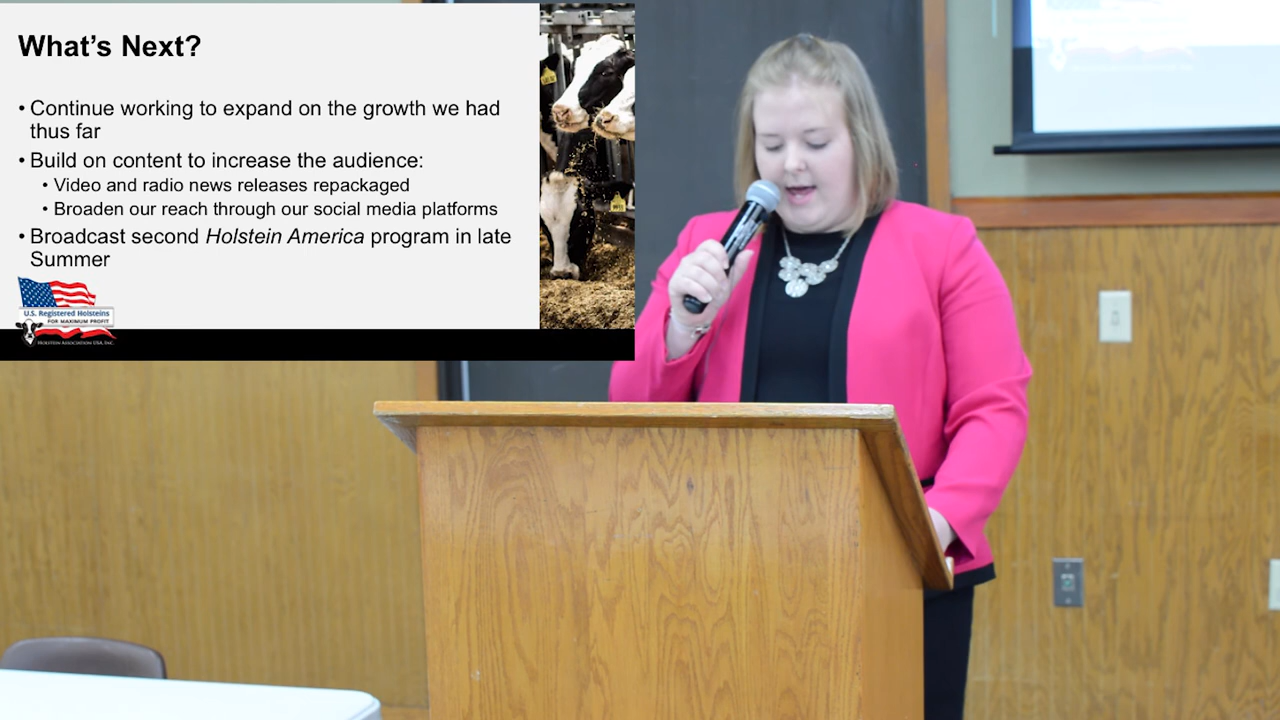 What's Next?
• Continue working to expand on the growth we had
thus far
• Build on content to increase the audience:
• Video and radio news releases repackaged
• Broaden our reach through our social media platforms
• Broadcast second Holstein America program in late
Summer
U.S. Registered Holsteins
FOR MAXIMUM PROFIT
HOLSTEIN ASSOCIATION USA, INC.